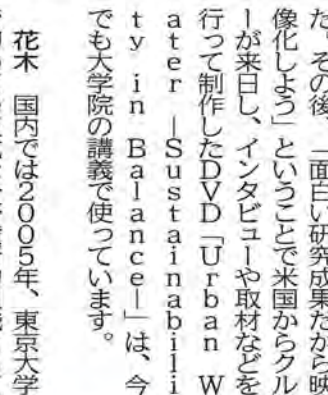 た。その後、「面白い研究成果だから映
像化しよう」ということで米国からクル
ーが来日し、インタビューや取材などを
行って制作したDVD「Urban W
ater ―Sustainabili
ty in Balance―」は、今
でも大学院の講義で使っています。
花木　国内では2005年、東京大学